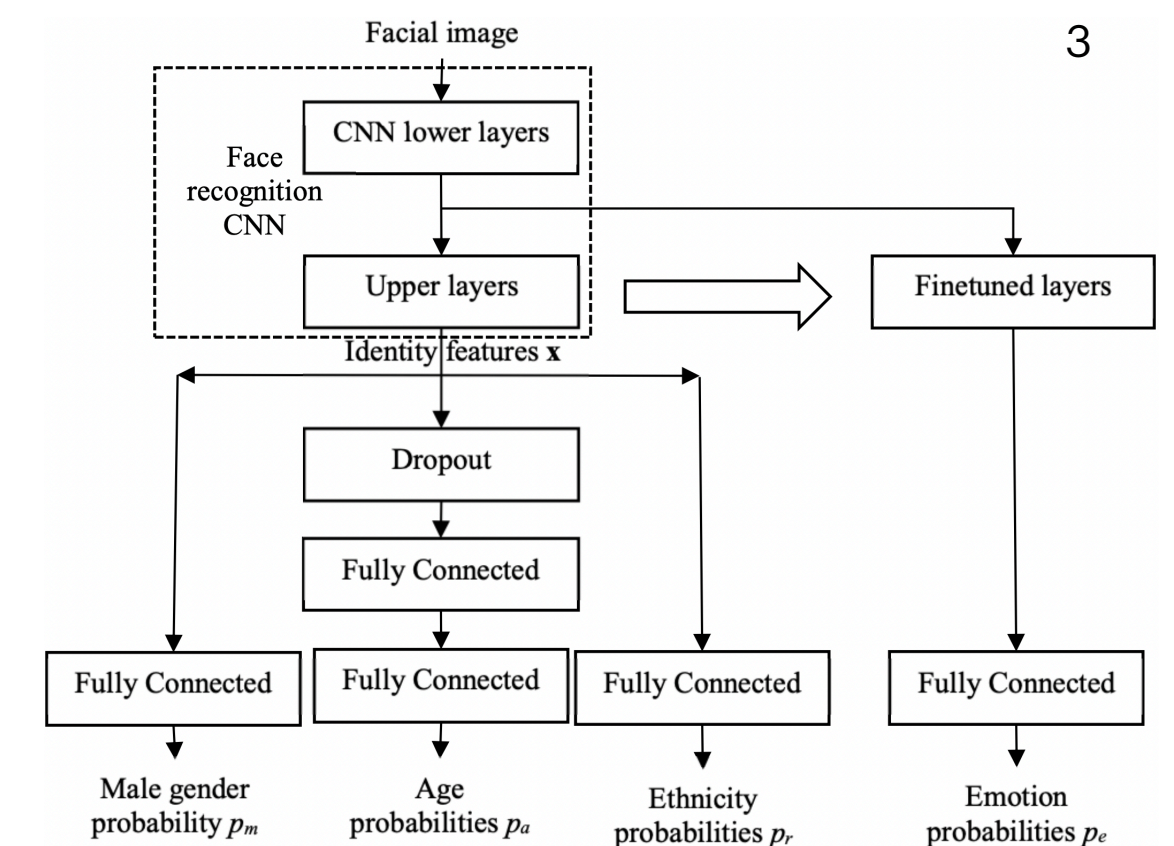 Facial image
3
CNN lower layers
Face
recognition
CNN
Upper layers
Finetuned layers
Identity features x
Dropout
Fully Connected
Fully Connected
Fully Connected
Fully Connected
Fully Connected
Male gender
probability pm
Age
probabilities pa
Ethnicity
probabilities pr
Emotion
probabilities pe